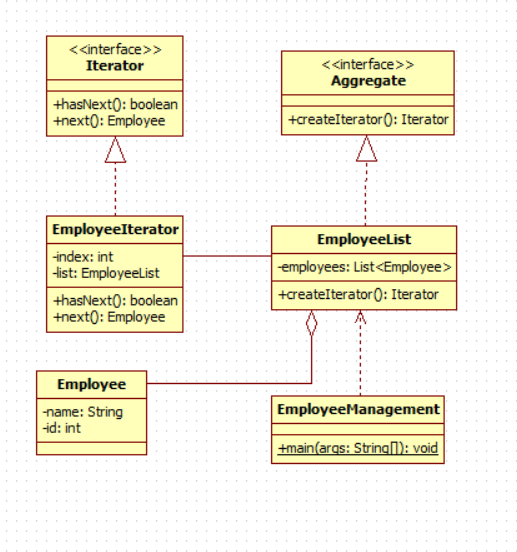 <<interface>>
Iterator
+hasNext(): boolean
+next(): Employee
<<interface>>
Aggregate
+createIterator(): Iterator
EmployeeIterator
-index: int
-list: EmployeeList
+hasNext(): boolean
+next(): Employee
EmployeeList
-employees: List<Employee>
+createIterator(): Iterator
Employee
-name: String
-id: int
EmployeeManagement
+main(args: String[]): void